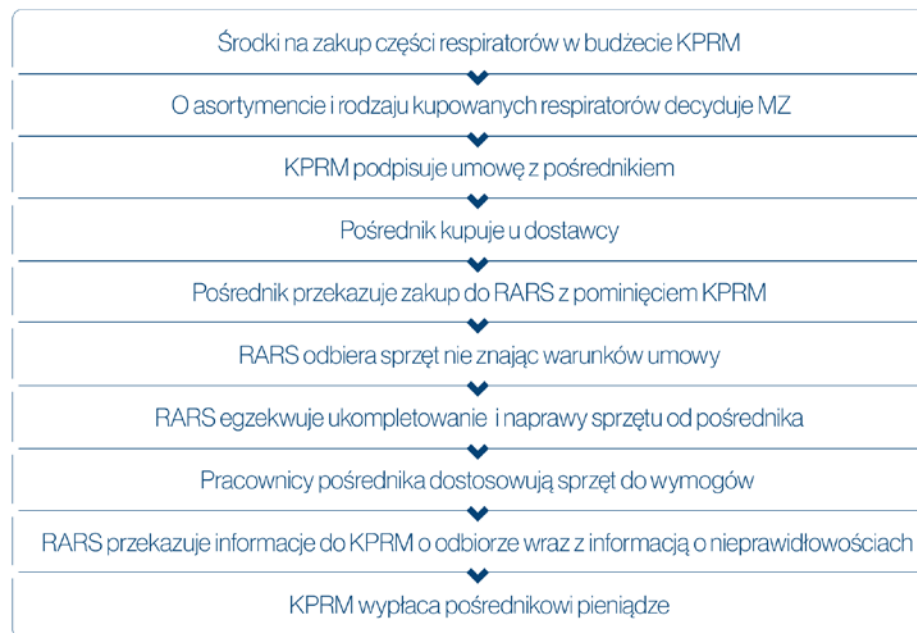 Środki na zakup części respiratorów w budżecie KPRM
O asortymencie i rodzaju kupowanych respiratorów decyduje MZ
KPRM podpisuje umowę z pośrednikiem
Pośrednik kupuje u dostawcy
Pośrednik przekazuje zakup do RARS z pominięciem KPRM
RARS odbiera sprzęt nie znając warunków umowy
RARS egzekwuje ukompletowanie i naprawy sprzętu od pośrednika
Pracownicy pośrednika dostosowują sprzęt do wymogów
RARS przekazuje informacje do KPRM o odbiorze wraz z informacją o nieprawidłowościach
KPRM wypłaca pośrednikowi pieniądze